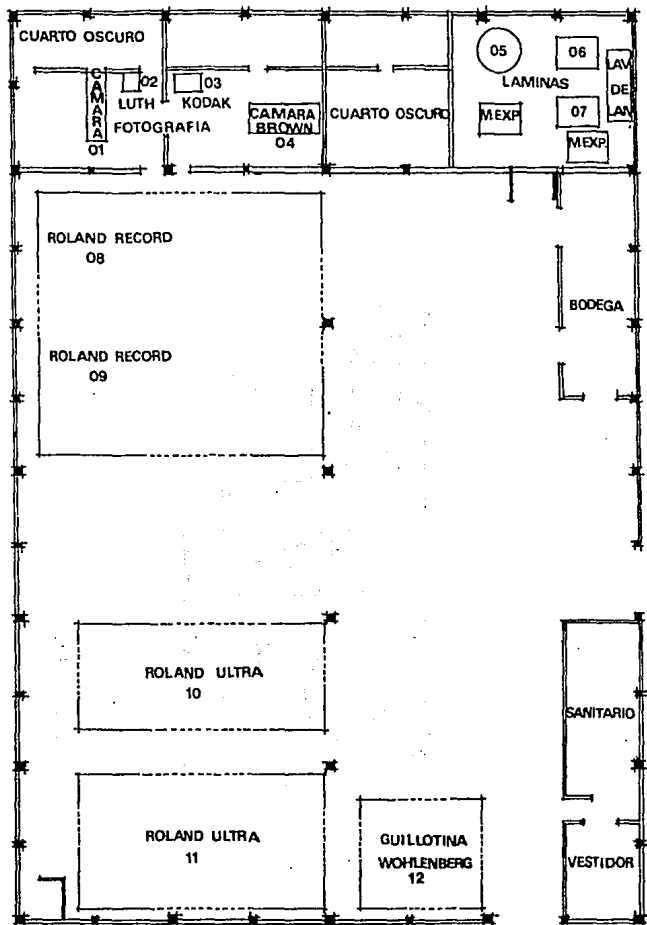 CUARTO OSCURO
CAMARA
01
02
LUTH
03
KODAK
FOTOGRAFIA
CAMARA
BROWN
04
CUARTO OSCURO
05
06
LAMINAS
LAV
DE
LAM
M.EXP.
07
M.EXP.
ROLAND RECORD
08
ROLAND RECORD
09
BODEGA
ROLAND ULTRA
10
SANITARIO
ROLAND ULTRA
11
GUILLOTINA
WOHLENBERG
12
VESTIDOR